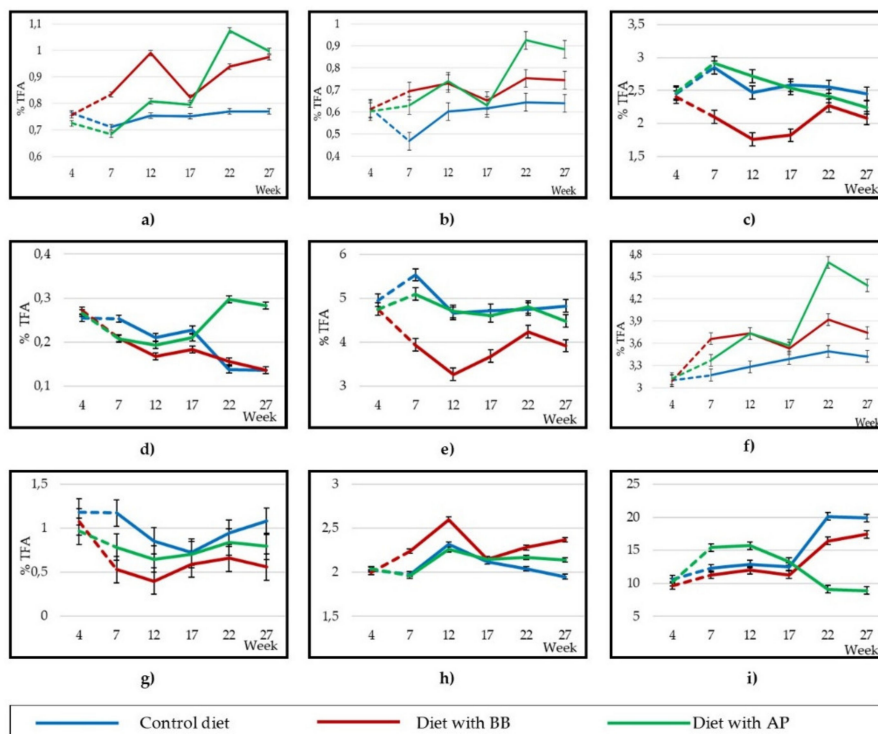 1,1
1
0,9
0,8
0,7
0,6
% TFA
4 7 12 17 22 27
Week
a)
1
0,9
0,8
0,7
0,6
0,5
0,4
% TFA
4 7 12 17 22 27
Week
b)
3,5
3
2,5
2
1,5
% TFA
4 7 12 17 22 27
Week
c)
0,4
0,3
0,2
0,1
% TFA
4 7 12 17 22 27
Week
d)
6
5
4
3
% TFA
4 7 12 17 22 27
Week
e)
4,8
4,5
4,2
3,9
3,6
3,3
3
% TFA
4 7 12 17 22 27
Week
f)
1,5
1
0,5
0
% TFA
4 7 12 17 22 27
Week
g)
3
2,5
2
1,5
% TFA
4 7 12 17 22 27
Week
h)
25
20
15
10
5
% TFA
4 7 12 17 22 27
Week
i)
Control diet Diet with BB Diet with AP